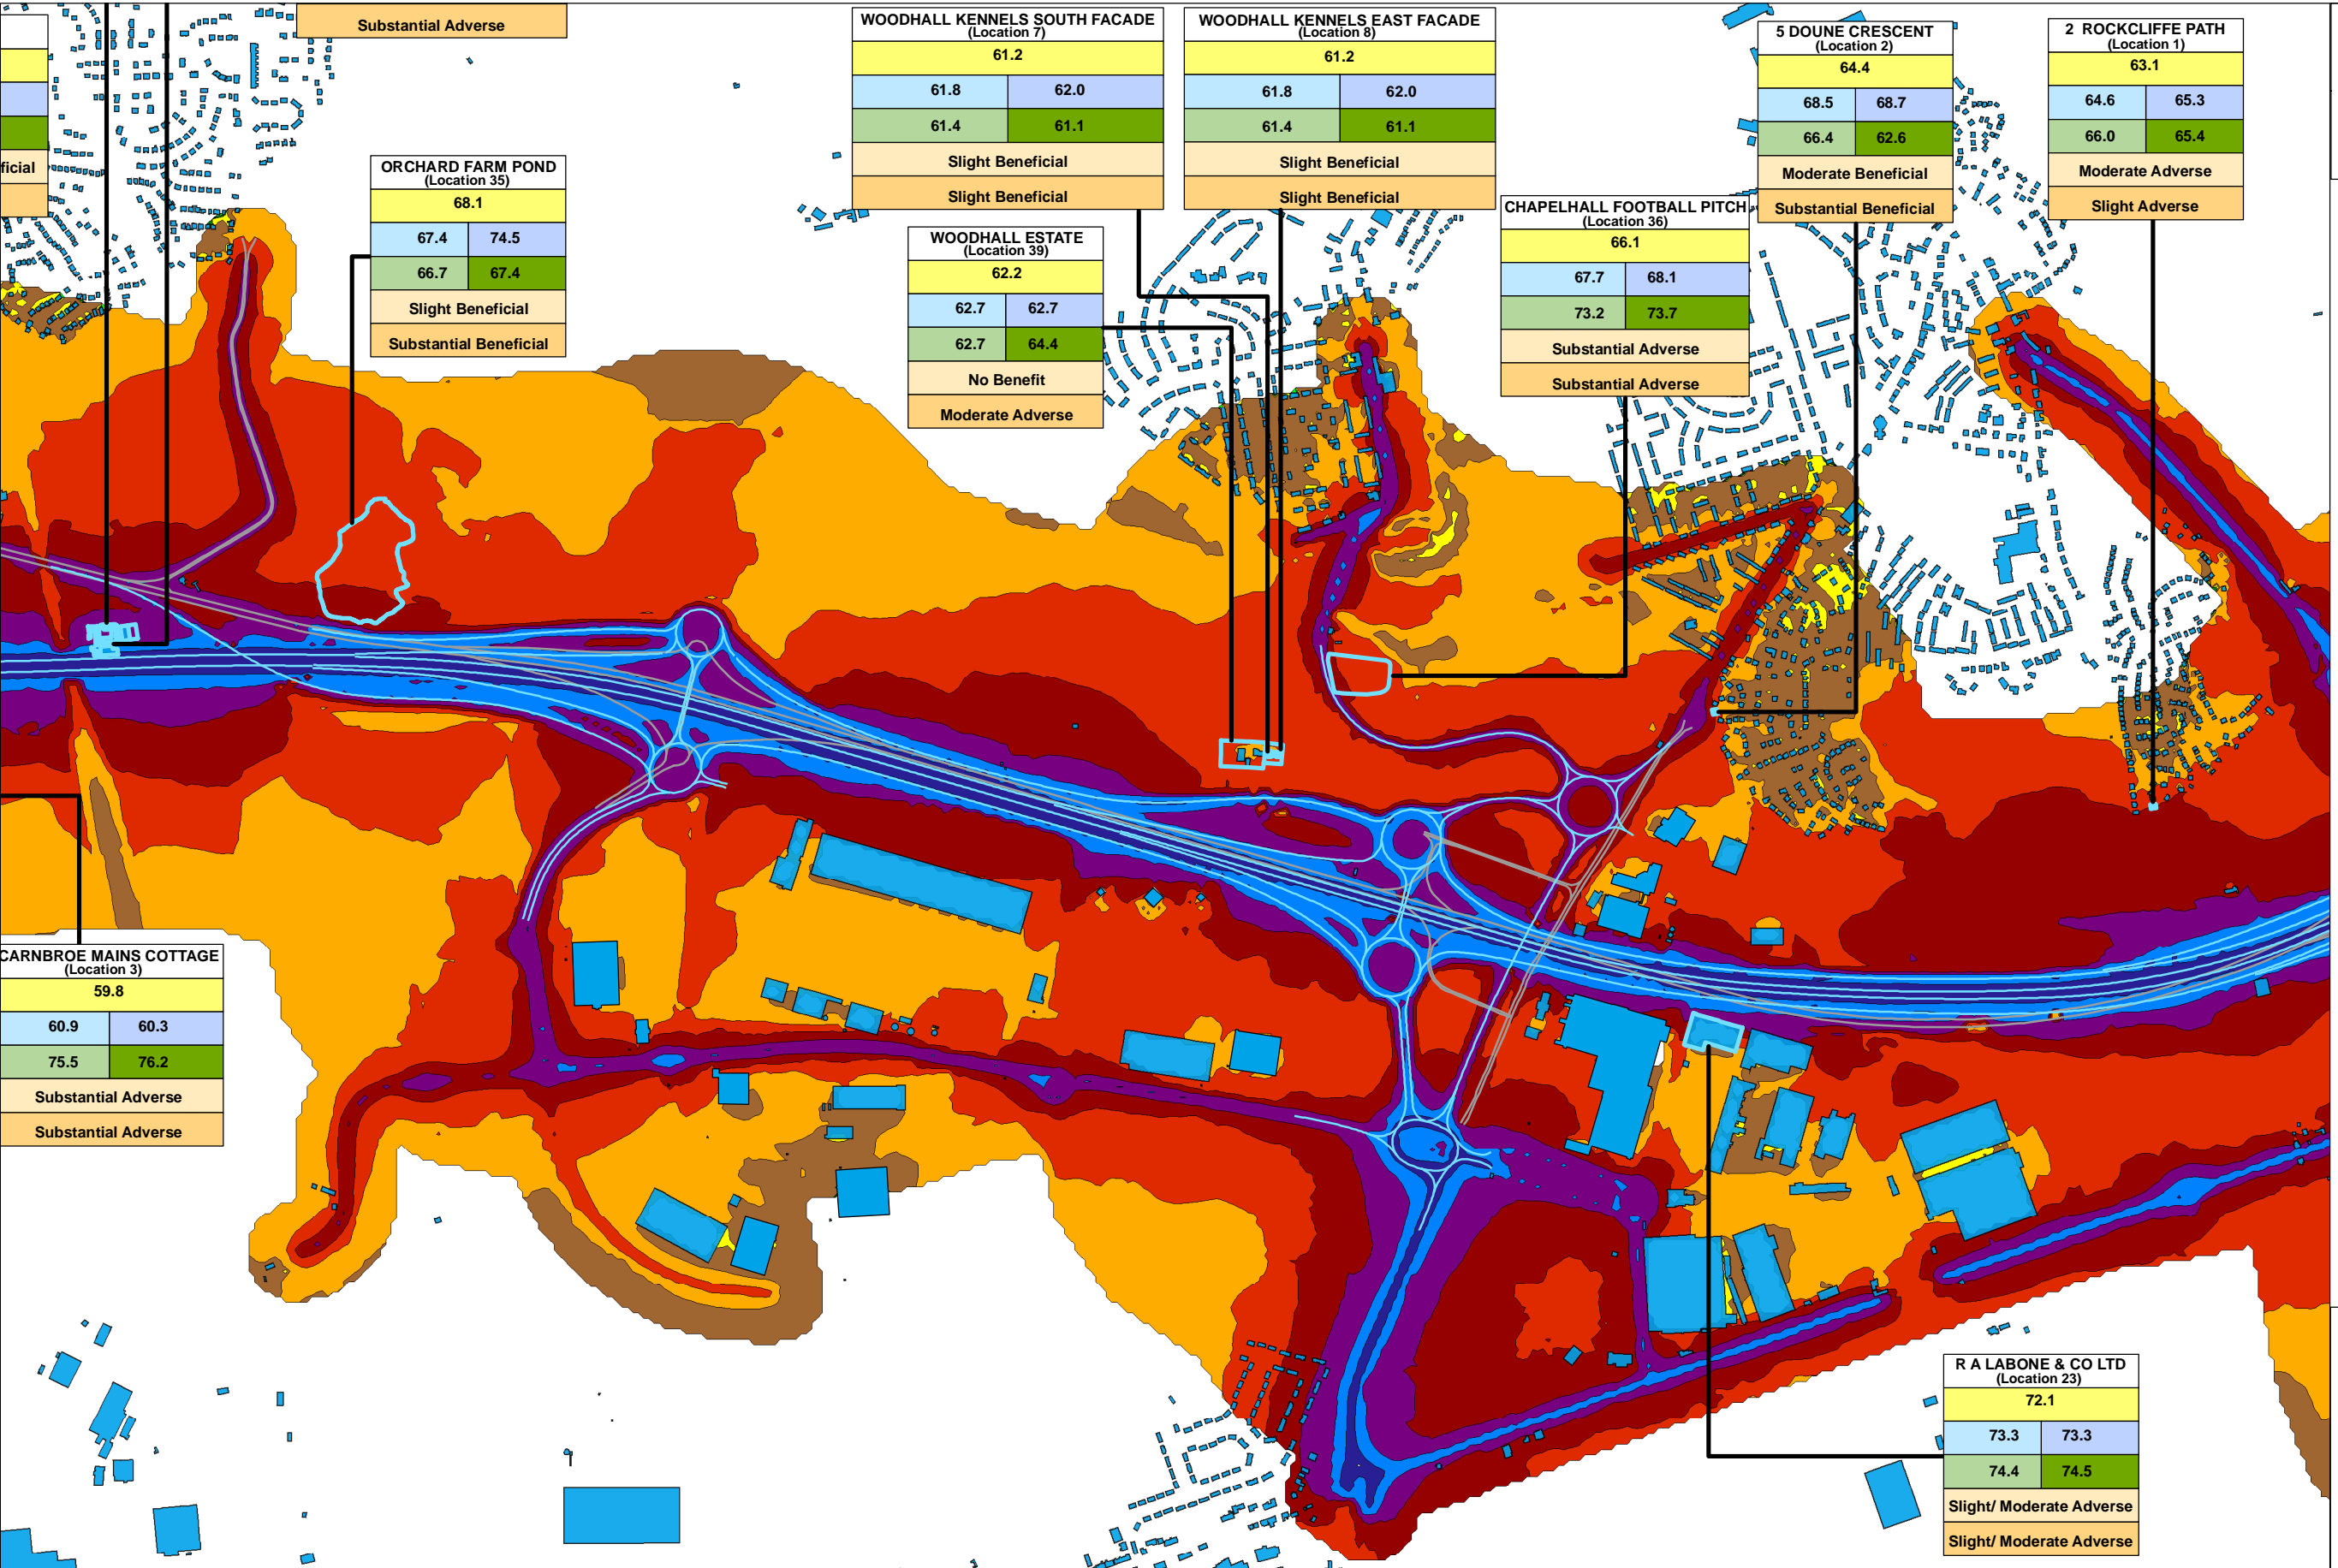 Substantial Adverse
ficial
ORCHARD FARM POND
(Location 35)
68.1
67.4 74.5
66.7 67.4
Slight Beneficial
Substantial Beneficial
WOODHALL KENNELS SOUTH FACADE
(Location 7)
61.2
61.8 62.0
61.4 61.1
Slight Beneficial
Slight Beneficial
WOODHALL KENNELS EAST FACADE
(Location 8)
61.2
61.8 62.0
61.4 61.1
Slight Beneficial
Slight Beneficial
WOODHALL ESTATE
(Location 39)
62.2
62.7 62.7
62.7 64.4
No Benefit
Moderate Adverse
CHAPELHALL FOOTBALL PITCH
(Location 36)
66.1
67.7 68.1
73.2 73.7
Substantial Adverse
Substantial Adverse
5 DOUNE CRESCENT
(Location 2)
64.4
68.5 68.7
66.4 62.6
Moderate Beneficial
Substantial Beneficial
2 ROCKCLIFFE PATH
(Location 1)
63.1
64.6 65.3
66.0 65.4
Moderate Adverse
Slight Adverse
CARNBROE MAINS COTTAGE
(Location 3)
59.8
60.9 60.3
75.5 76.2
Substantial Adverse
Substantial Adverse
R A LABONE & CO LTD
(Location 23)
72.1
73.3 73.3
74.4 74.5
Slight/ Moderate Adverse
Slight/ Moderate Adverse